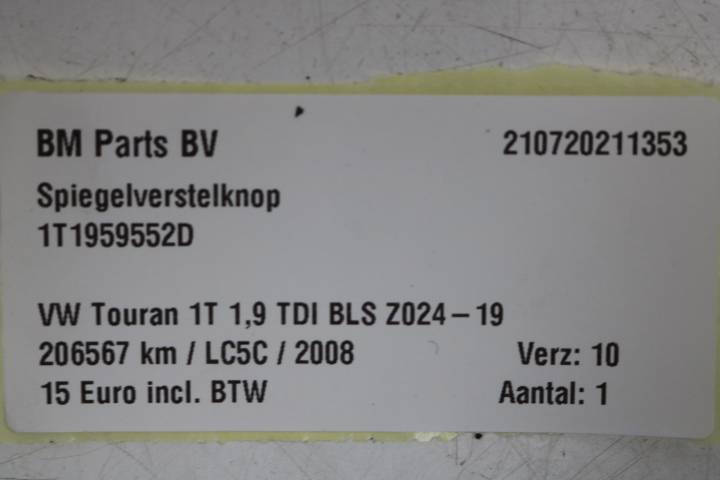 BM Parts BV 210720211353
Spiegelverstelknop
1T1959552D
VW Touran 1T 1,9 TDI BLS Z024-19
206567 km / LC5C / 2008 Verz: 10
15 Euro incl. BTW Aantal: 1